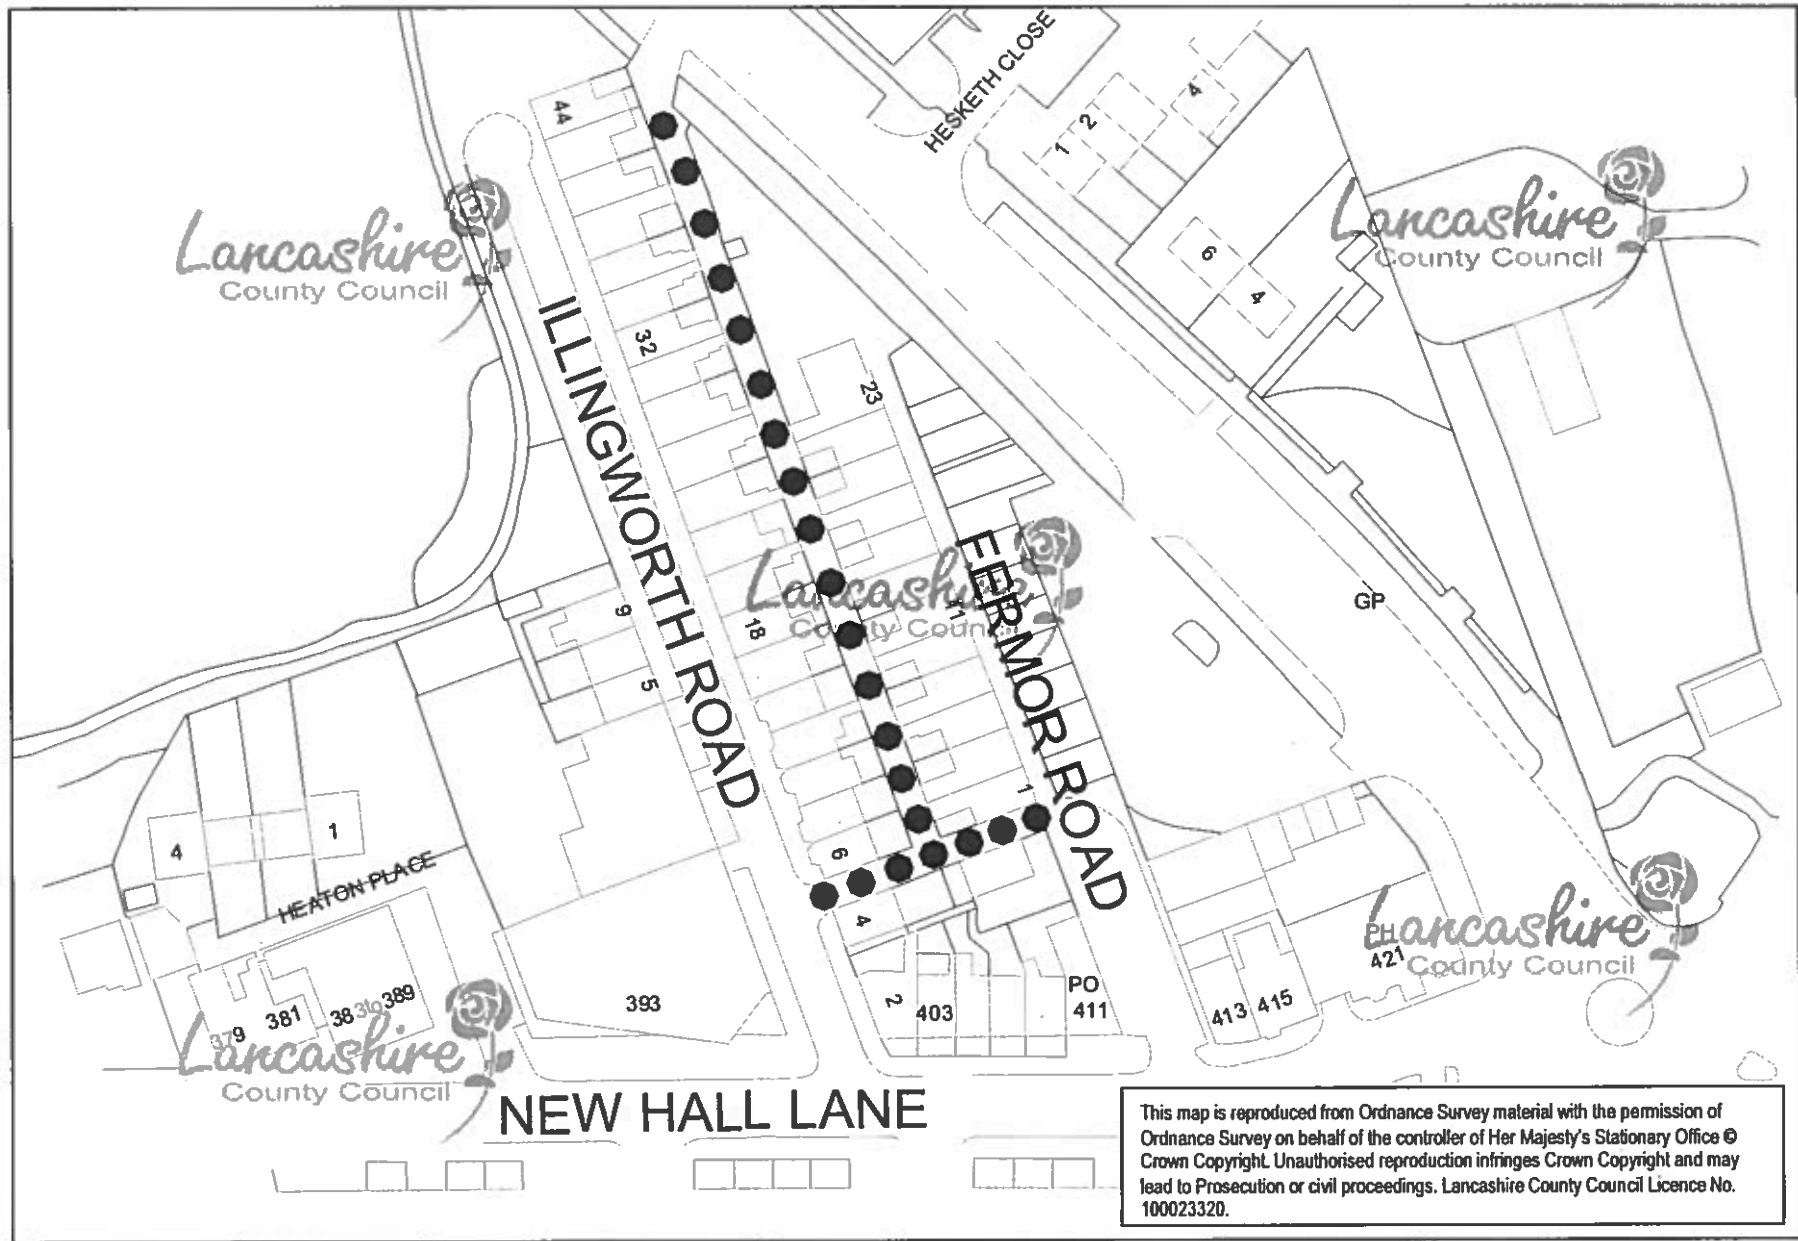 HESKETH CLOSE
44
1
2
4
Lancashire
County Council
Lancashire
County Council
6
4
ILLINGWORTH ROAD
32
23
Lancashire
County Council
FERMOR ROAD
11
GP
9
18
5
1
4
1
HEATON PLACE
6
4
Lancashire
County Council
PH
421
379
381
383to389
393
2
403
PO
411
413
415
Lancashire
County Council
NEW HALL LANE
This map is reproduced from Ordnance Survey material with the permission of
Ordnance Survey on behalf of the controller of Her Majesty's Stationary Office ©
Crown Copyright. Unauthorised reproduction infringes Crown Copyright and may
lead to Prosecution or civil proceedings. Lancashire County Council Licence No.
100023320.